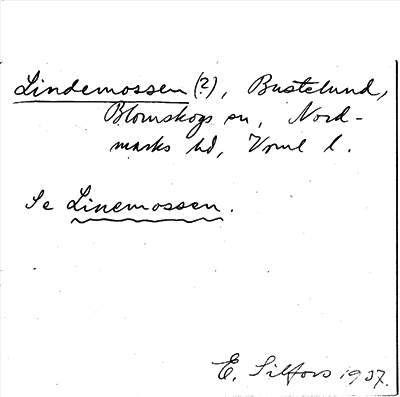 Lindemossen (?), Bustelund,
Blomskogs sn, Nord-
marks hd, Vrml l.
Se Linemossen.
E. Silfors 1937.